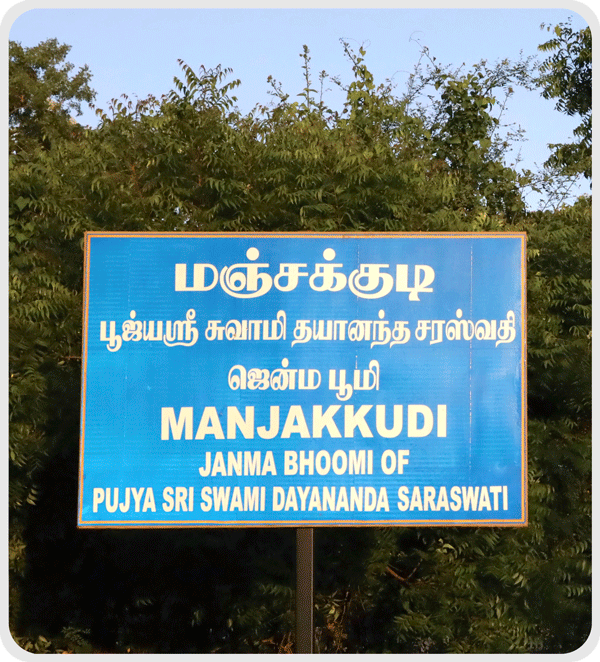 மஞ்சக்குடி
பூஜ்யஸ்ரீ சுவாமி தயானந்த சரஸ்வதி
ஜென்ம பூமி
MANJAKKUDI
JANMA BHOOMI OF
PUJYA SRI SWAMI DAYANANDA SARASWATI